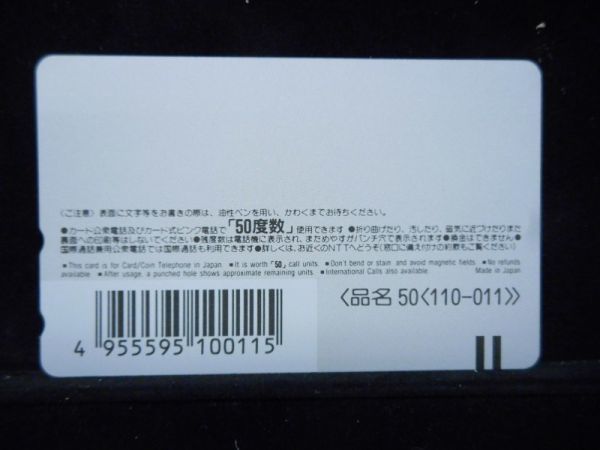 〈ご注意〉表面に文字等をお書きの際は、油性ペンを用い、かわくまでお待ちください。
●カード公衆電話及びカード式ピンク電話で「50度数」使用できます ●折り曲げたり、汚したり、磁気に近づけたりまた
裏面への印刷等はしないでください●残度数は電話機に表示され、まためやすがパンチ穴で表示されます●換金はできません●
国際通話兼用公衆電話では国際通話も利用できます●詳しくは、お近くのNTTへどうぞ(窓口に備え付けの約款もご覧ください)
■This card is for Card/Coin Telephone in Japan ■It is worth「50」call units. ■Don't bend or stain and avoid magnetic fields. ■No refunds
available. ■After usage, a punched hole shows approximate remaining units. ■International Calls also available. Made in Japan
〈品名 50〈110-011〉〉
4 955595 100115